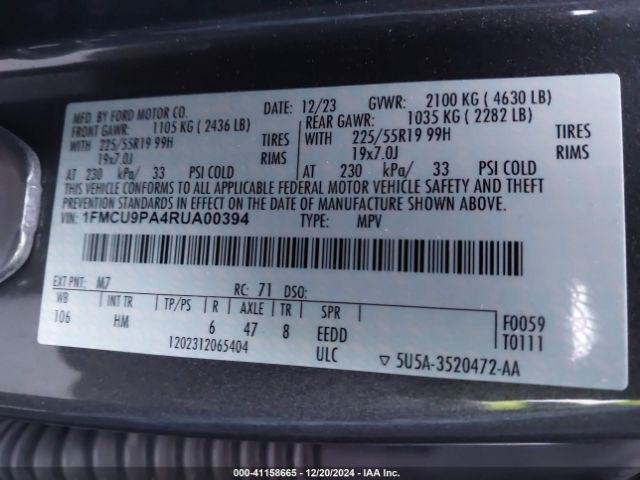 MFD. BY FORD MOTOR CO.
DATE: 12/23 GVWR: 2100 KG ( 4630 LB)
FRONT GAWR: 1105 KG ( 2436 LB) REAR GAWR: 1035 KG ( 2282 LB)
WITH 225/55R19 99H TIRES WITH 225/55R19 99H TIRES
19x7.0J RIMS 19x7.0J RIMS
AT 230 kPa/ 33 PSI COLD AT 230 kPa/ 33 PSI COLD
THIS VEHICLE CONFORMS TO ALL APPLICABLE FEDERAL MOTOR VEHICLE SAFETY AND THEFT
PREVENTION STANDARDS IN EFFECT ON THE DATE OF MANUFACTURE SHOWN ABOVE.
VIN: 1FMCU9PA4RUA00394 TYPE: MPV
EXT PNT: M7 RC: 71 DSO:
WB INT TR TP/PS R AXLE TR SPR
106 HM 6 47 8 EEDD F0059
1202312065404 ULC T0111
▽ 5U5A-3520472-AA
000-41158665 | 12/20/2024 - IAA Inc.